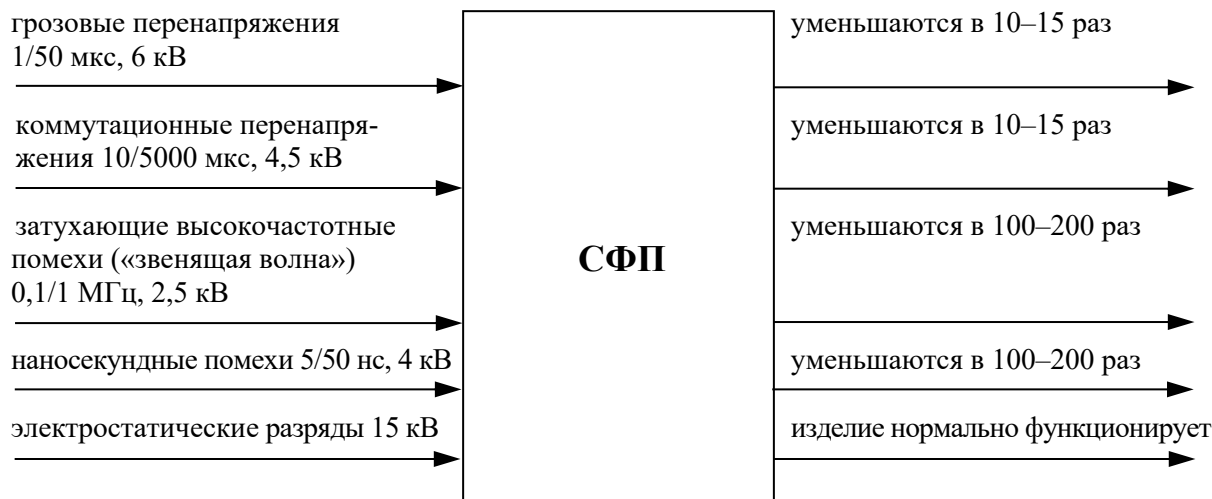 грозовые перенапряжения
1/50 мкс, 6 кВ
уменьшаются в 10–15 раз
коммутационные перенапря-
жения 10/5000 мкс, 4,5 кВ
уменьшаются в 10–15 раз
затухающие высокочастотные
помехи («звенящая волна»)
0,1/1 МГц, 2,5 кВ
СФП
уменьшаются в 100–200 раз
наносекундные помехи 5/50 нс, 4 кВ
уменьшаются в 100–200 раз
электростатические разряды 15 кВ
изделие нормально функционирует